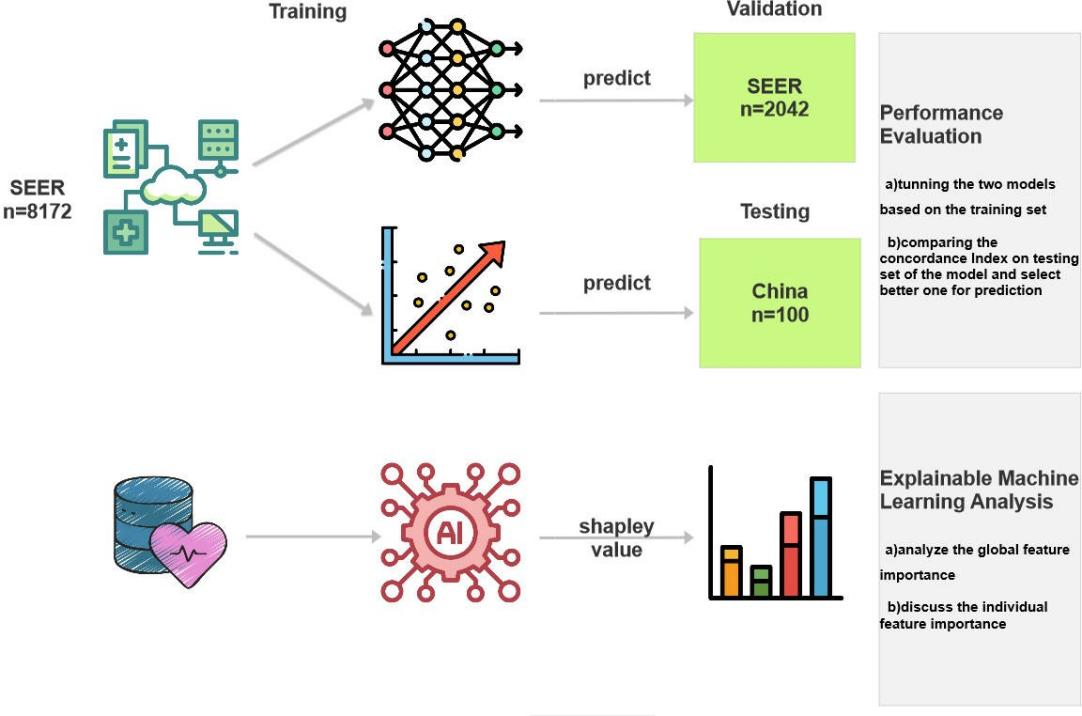 Training
Validation
SEER
n=8172
predict
SEER
n=2042
Performance
Evaluation
a)tunning the two models
based on the training set
b)comparing the
concordance Index on testing
set of the model and select
better one for prediction
Testing
predict
China
n=100
AI
shapley
value
Explainable Machine
Learning Analysis
a)analyze the global feature
importance
b)discuss the individual
feature importance